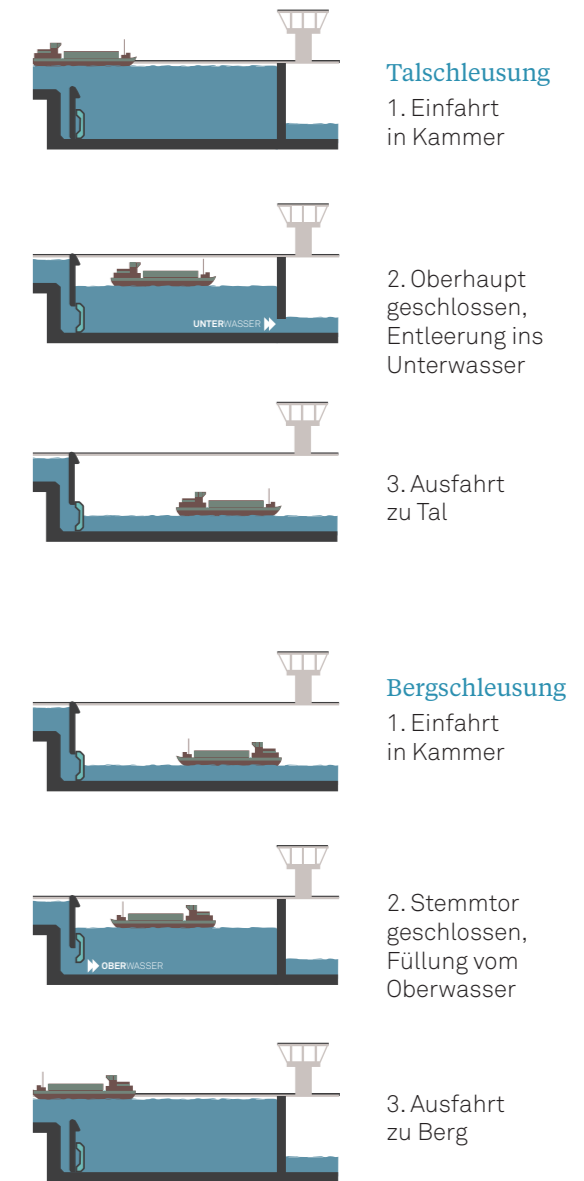 Talschleusung
1. Einfahrt
in Kammer
UNTERWASSER
2. Oberhaupt
geschlossen,
Entleerung ins
Unterwasser
3. Ausfahrt
zu Tal
Bergschleusung
1. Einfahrt
in Kammer
OBERWASSER
2. Stemmtor
geschlossen,
Füllung vom
Oberwasser
3. Ausfahrt
zu Berg